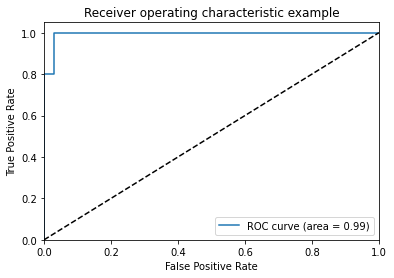 Receiver operating characteristic example
True Positive Rate
1.0
0.8
0.6
0.4
0.2
0.0
ROC curve (area = 0.99)
0.0 0.2 0.4 0.6 0.8 1.0
False Positive Rate